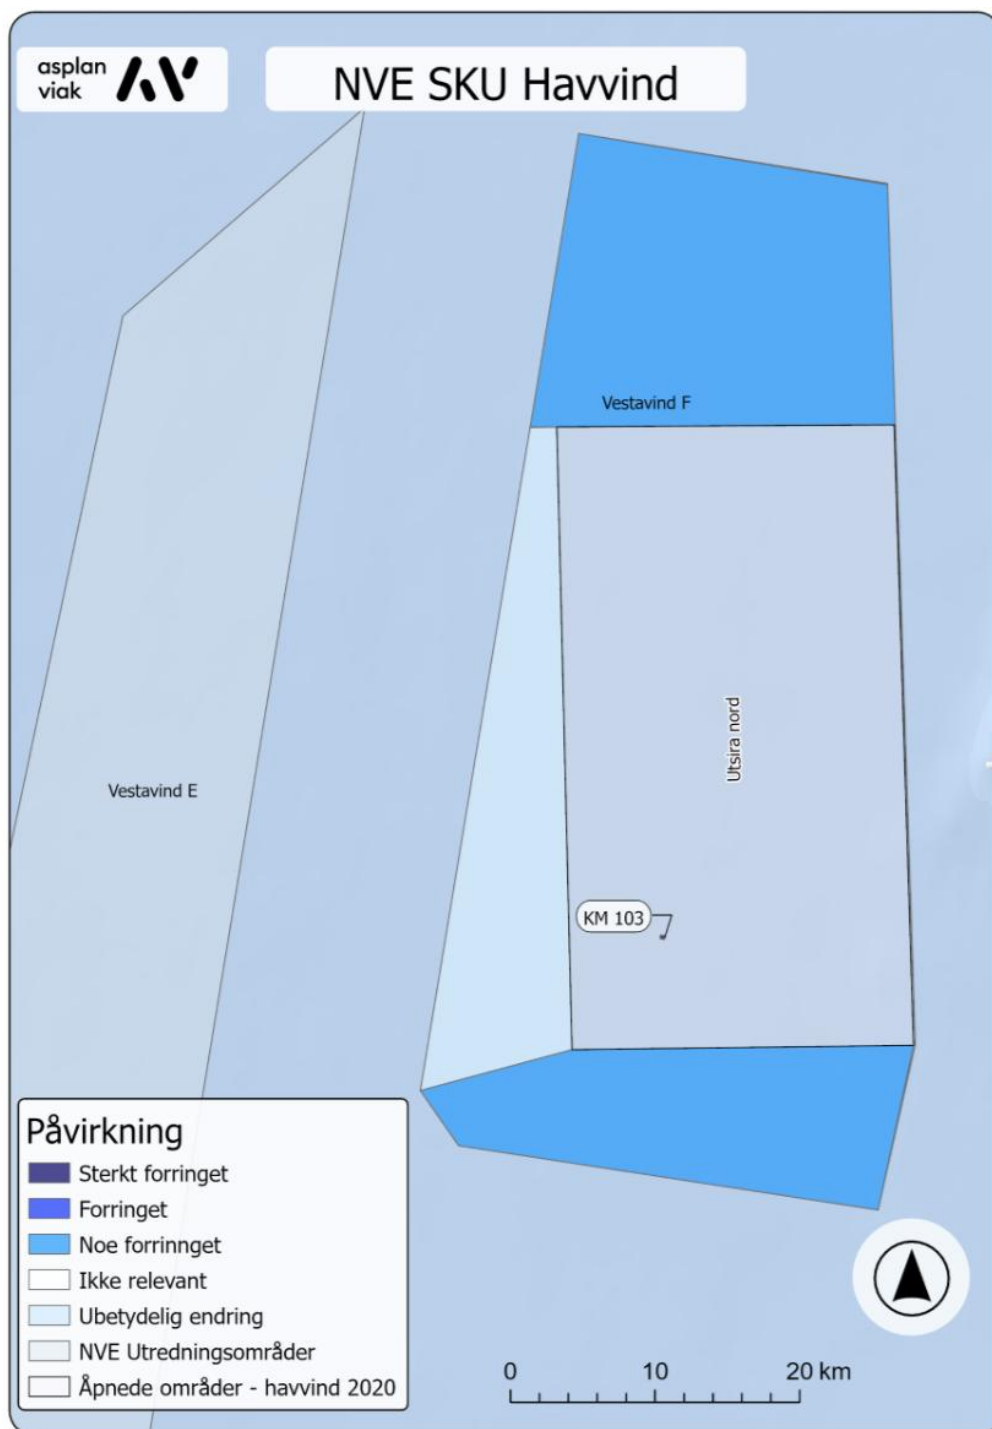 asplan
viak
NVE SKU Havvind
Vestavind F
Utsira nord
Vestavind E
KM 103
Påvirkning
Sterkt forringet
Forringet
Noe forrinnget
Ikke relevant
Ubetydelig endring
NVE Utredningsområder
Åpnede områder - havvind 2020
0 10 20 km